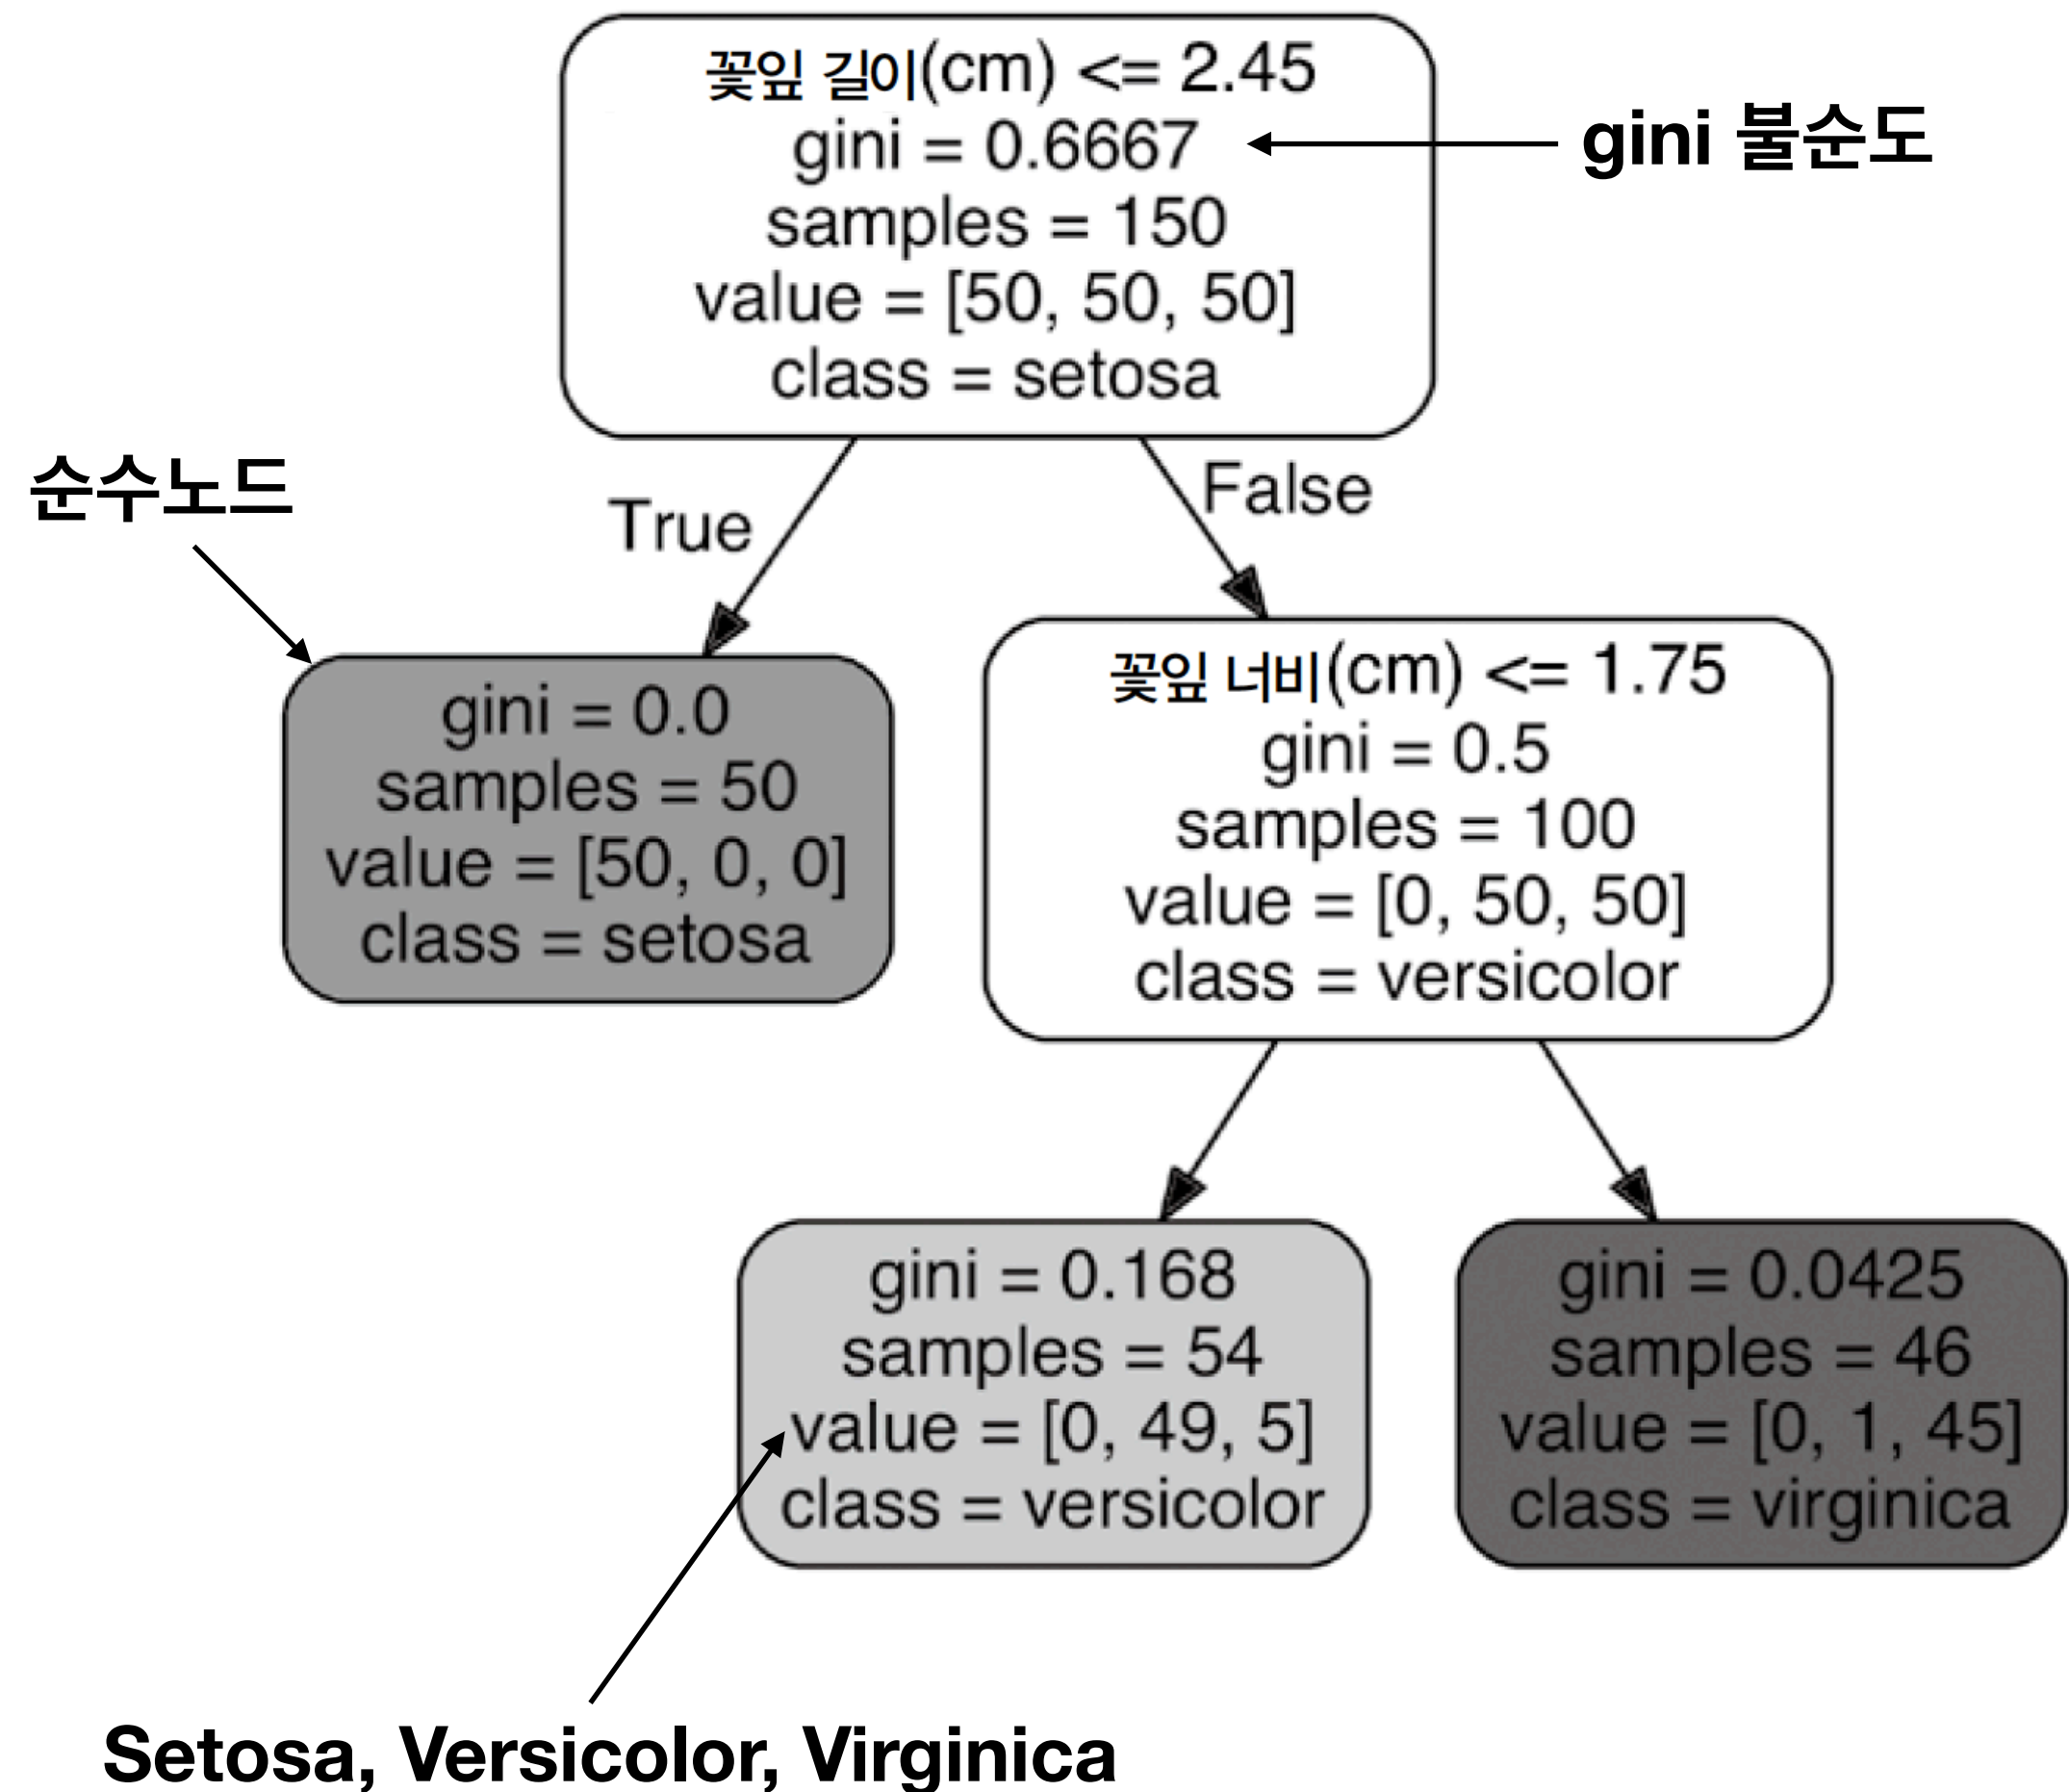 꽃잎 길이(cm) <= 2.45
gini = 0.6667
samples = 150
value = [50, 50, 50]
class = setosa
gini 불순도
순수노드
True
False
gini = 0.0
samples = 50
value = [50, 0, 0]
class = setosa
꽃잎 너비(cm) <= 1.75
gini = 0.5
samples = 100
value = [0, 50, 50]
class = versicolor
gini = 0.168
samples = 54
value = [0, 49, 5]
class = versicolor
gini = 0.0425
samples = 46
value = [0, 1, 45]
class = virginica
Setosa, Versicolor, Virginica